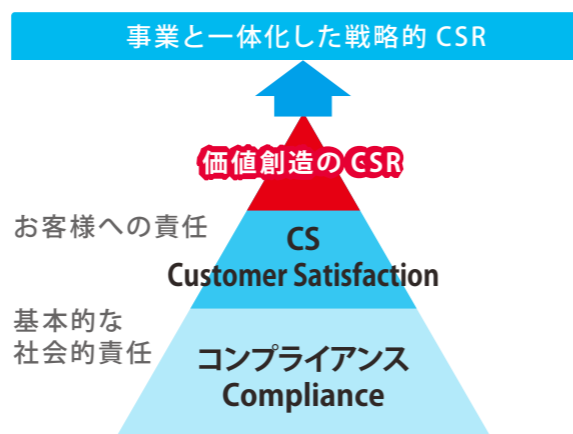 事業と一体化した戦略的 CSR
価値創造の CSR
お客様への責任
CS
Customer Satisfaction
基本的な
社会的責任
コンプライアンス
Compliance